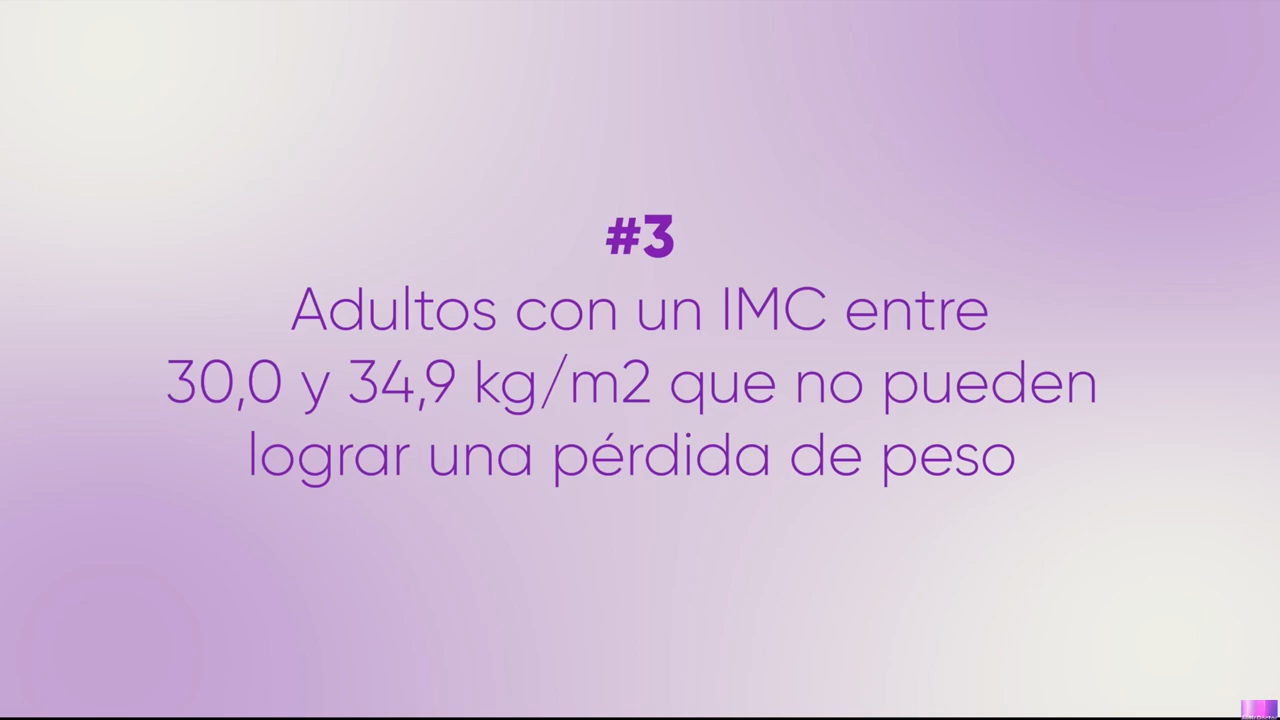 #3
Adultos con un IMC entre
30,0 y 34,9 kg/m2 que no pueden
lograr una pérdida de peso